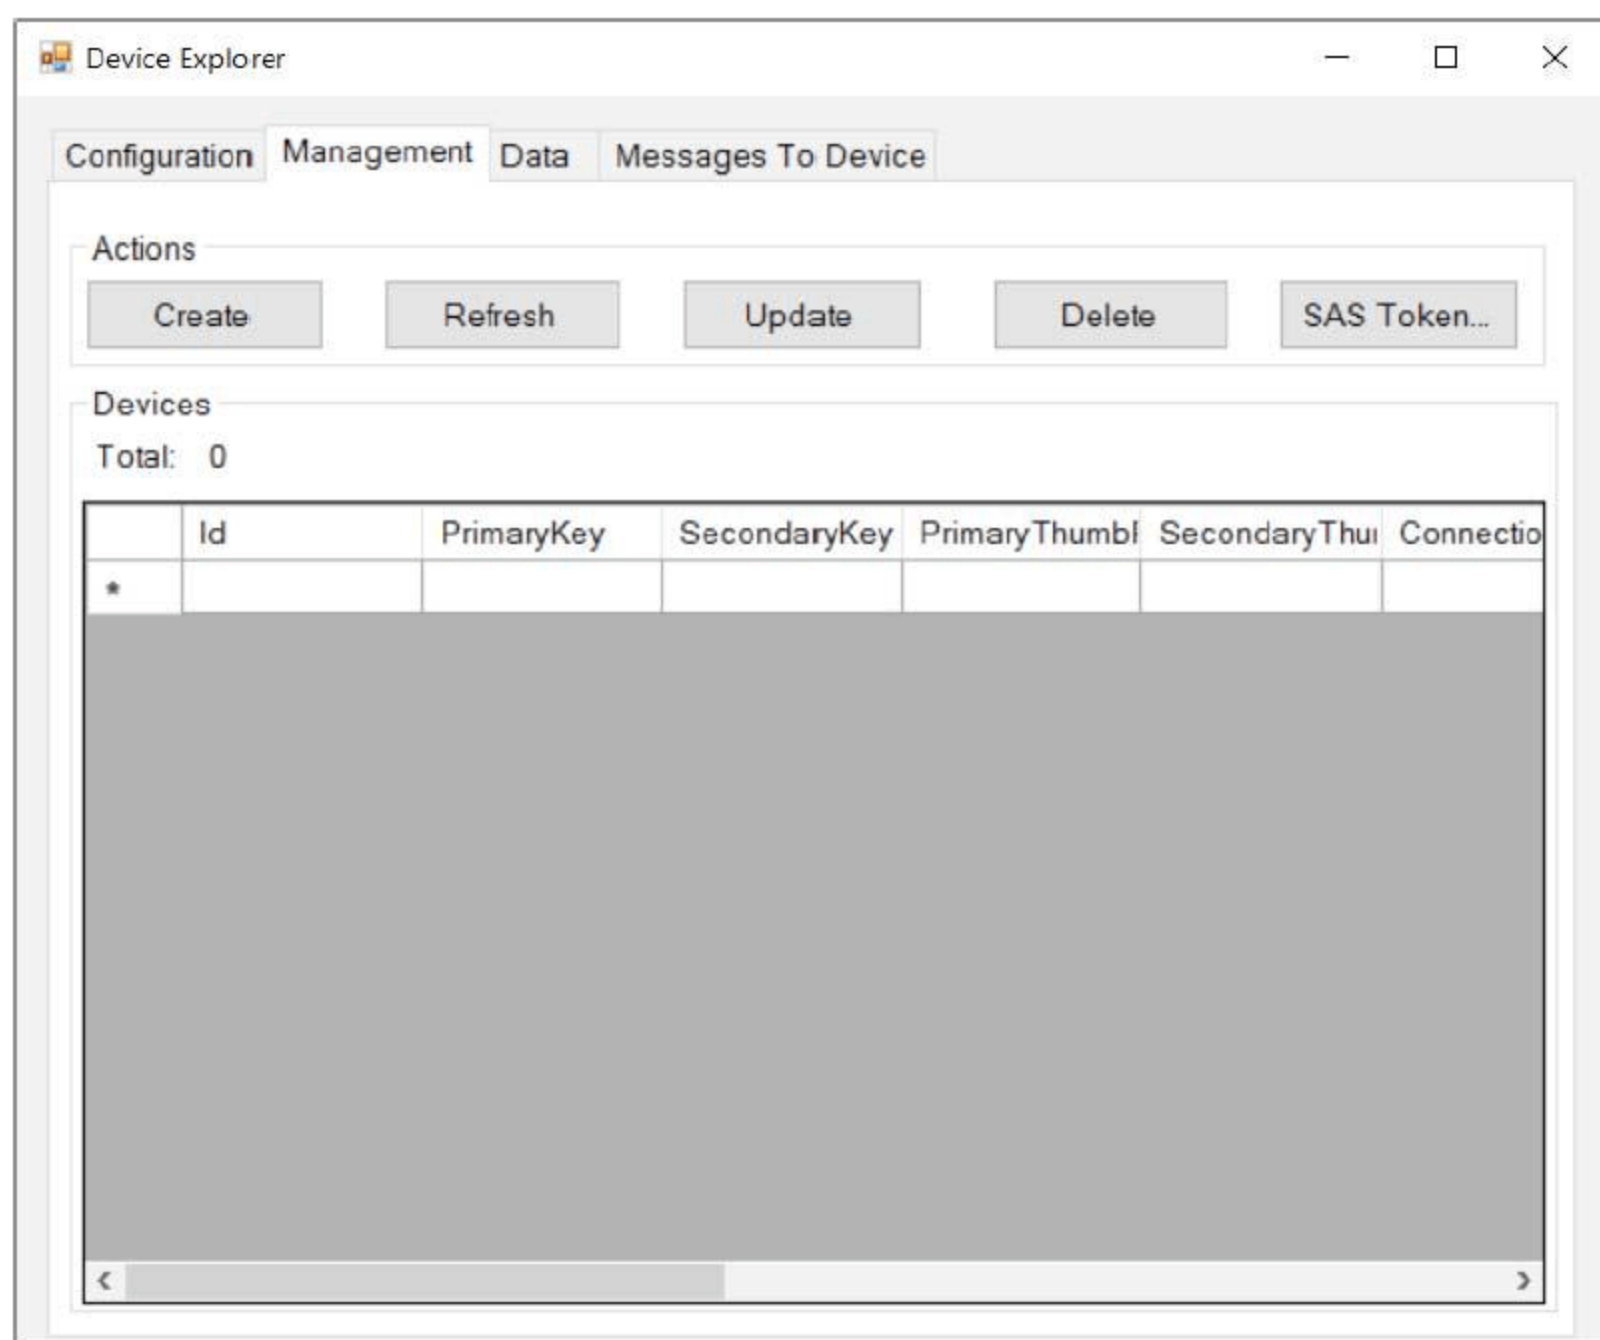 Device Explorer
Configuration Management Data Messages To Device
Actions
Create Refresh Update Delete SAS Token...
Devices
Total: 0
Id PrimaryKey SecondaryKey PrimaryThumb SecondaryThu Connectio
*